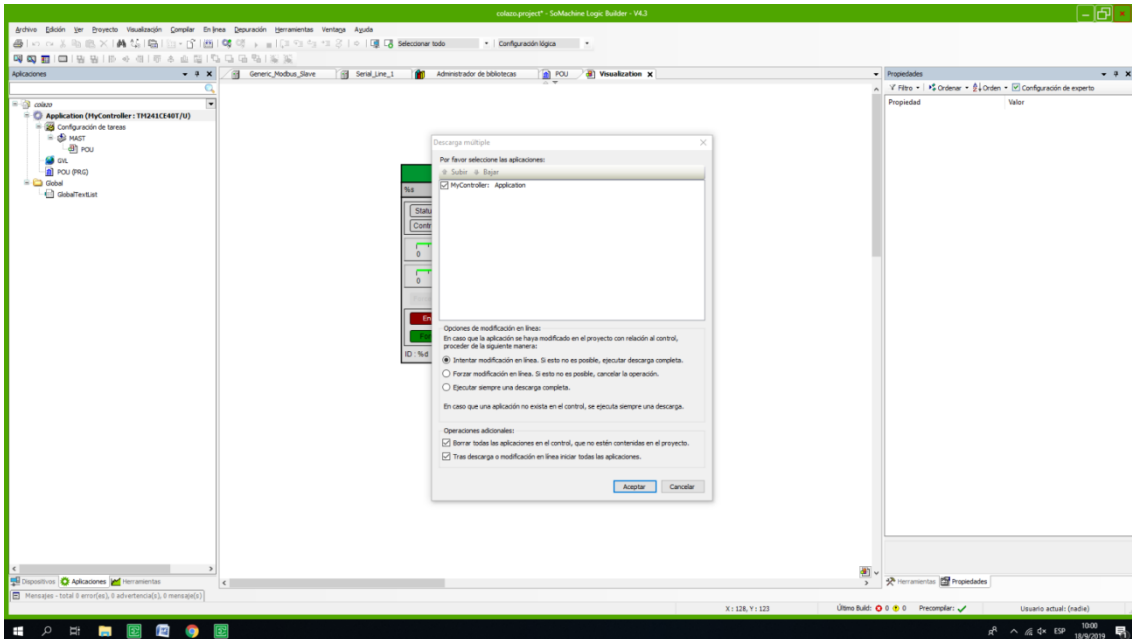 colazo.project* - SoMachine Logic Builder - V4.3
Archivo Edición Ver Proyecto Visualización Compilar En línea Depuración Herramientas Ventana Ayuda
Seleccionar todo Configuración lógica
Aplicaciones
Generic_Modbus_Slave Serial_Line_1 Administrador de bibliotecas POU Visualization
Propiedades
Filtro Ordenar Orden Configuración de experto
Propiedad Valor
colazo
Application (MyController : TM241CE40T/U)
Configuración de tareas
MAST
POU
GVL
POU (PRG)
Global
GlobalTextList
%s
Statu
Contr
0
0
En
For
ID : %d
Descarga múltiple
Por favor seleccione las aplicaciones:
Subir Bajar
MyController: Application
Opciones de modificación en línea:
En caso que la aplicación se haya modificado en el proyecto con relación al control,
proceder de la siguiente manera:
Intentar modificación en línea. Si esto no es posible, ejecutar descarga completa.
Forzar modificación en línea. Si esto no es posible, cancelar la operación.
Ejecutar siempre una descarga completa.
En caso que una aplicación no exista en el control, se ejecuta siempre una descarga.
Operaciones adicionales:
Borrar todas las aplicaciones en el control, que no estén contenidas en el proyecto.
Tras descarga o modificación en línea iniciar todas las aplicaciones.
Aceptar Cancelar
Dispositivos Aplicaciones Herramientas
Herramientas Propiedades
Mensajes - total 0 error(es), 0 advertencia(s), 0 mensaje(s)
X : 128, Y : 123 Último Build: 0 0 Precompilar: Usuario actual: (nadie)
ESP
10:00
18/9/2019